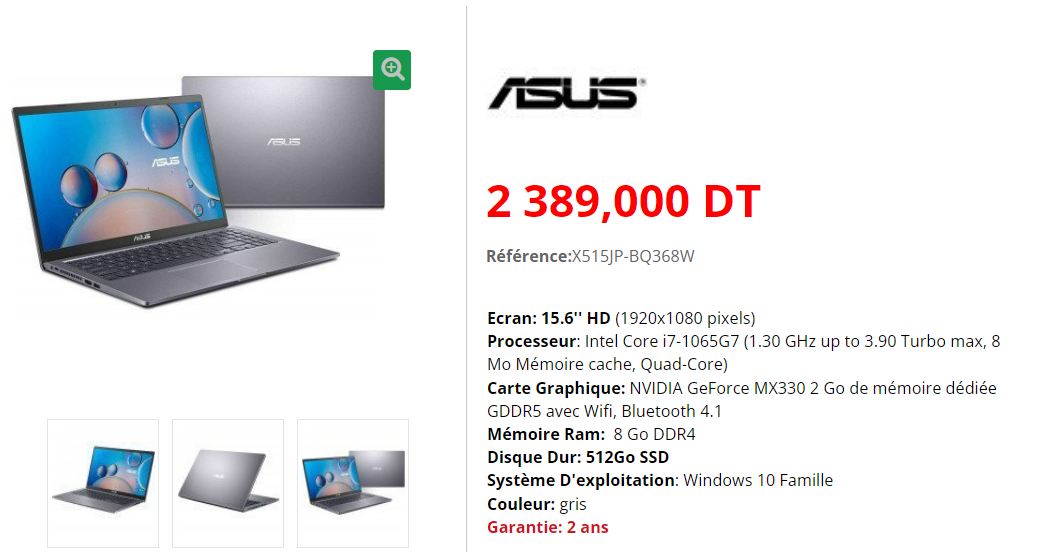 ASUS
ASUS
ASUS
ASUS
2 389,000 DT
Référence:X515JP-BQ368W
Ecran: 15.6'' HD (1920x1080 pixels)
Processeur: Intel Core i7-1065G7 (1.30 GHz up to 3.90 Turbo max, 8
Mo Mémoire cache, Quad-Core)
Carte Graphique: NVIDIA GeForce MX330 2 Go de mémoire dédiée
GDDR5 avec Wifi, Bluetooth 4.1
Mémoire Ram:  8 Go DDR4
Disque Dur: 512Go SSD
Système D'exploitation: Windows 10 Famille
Couleur: gris
Garantie: 2 ans